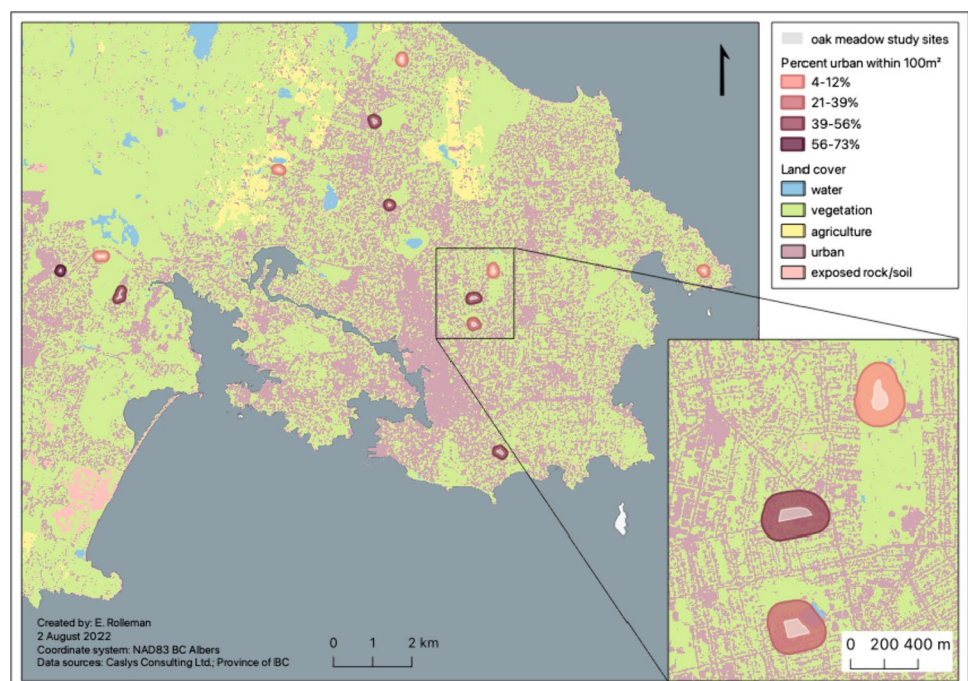 oak meadow study sites
Percent urban within 100m²
4-12%
21-39%
39-56%
56-73%
Land cover
water
vegetation
agriculture
urban
exposed rock/soil
Created by: E. Rolleman
2 August 2022
Coordinate system: NAD83 BC Albers
Data sources: Caslys Consulting Ltd.; Province of BC
0 1 2 km
0 200 400 m